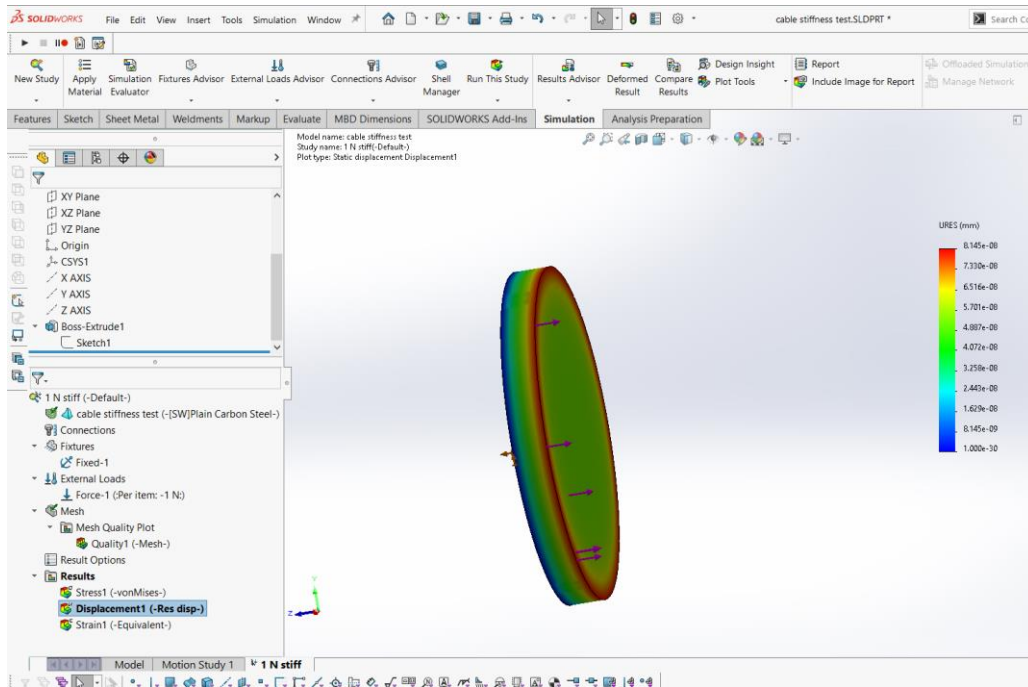 SOLIDWORKS File Edit View Insert Tools Simulation Window cable stiffness test.SLDPRT * Search Co
New Study Apply Material Simulation Evaluator Fixtures Advisor External Loads Advisor Connections Advisor Shell Manager Run This Study Results Advisor Deformed Result Compare Results Design Insight Plot Tools Report Include Image for Report Offloaded Simulation Manage Network
Features Sketch Sheet Metal Weldments Markup Evaluate MBD Dimensions SOLIDWORKS Add-Ins Simulation Analysis Preparation
Model name: cable stiffness test
Study name: 1 N stiff(-Default-)
Plot type: Static displacement Displacement1
XY Plane
XZ Plane
YZ Plane
Origin
CSYS1
X AXIS
Y AXIS
Z AXIS
Boss-Extrude1
Sketch1
1 N stiff (-Default-)
cable stiffness test (-[SW]Plain Carbon Steel-)
Connections
Fixtures
Fixed-1
External Loads
Force-1 (:Per item: -1 N:)
Mesh
Mesh Quality Plot
Quality1 (-Mesh-)
Result Options
Results
Stress1 (-vonMises-)
Displacement1 (-Res disp-)
Strain1 (-Equivalent-)
URES (mm)
8.145e-08
7.330e-08
6.516e-08
5.701e-08
4.887e-08
4.072e-08
3.258e-08
2.443e-08
1.629e-08
8.145e-09
1.000e-30
Y
Z
Model Motion Study 1 1 N stiff